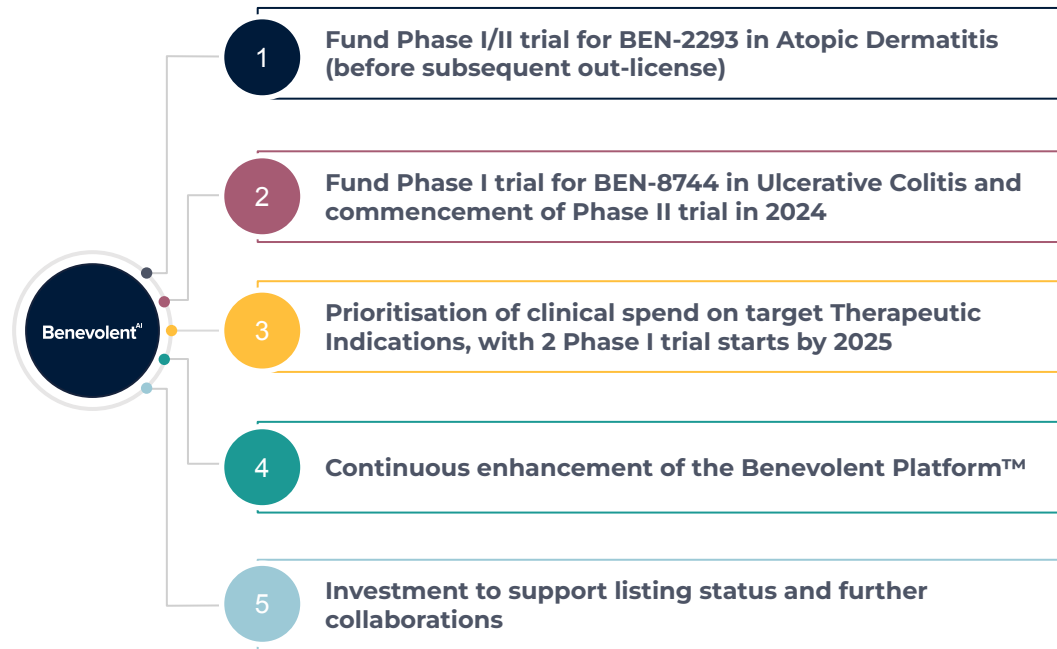 1
Fund Phase I/II trial for BEN-2293 in Atopic Dermatitis
(before subsequent out-license)
2
Fund Phase I trial for BEN-8744 in Ulcerative Colitis and
commencement of Phase II trial in 2024
Benevolent^AI
3
Prioritisation of clinical spend on target Therapeutic
Indications, with 2 Phase I trial starts by 2025
4
Continuous enhancement of the Benevolent Platform™
5
Investment to support listing status and further
collaborations